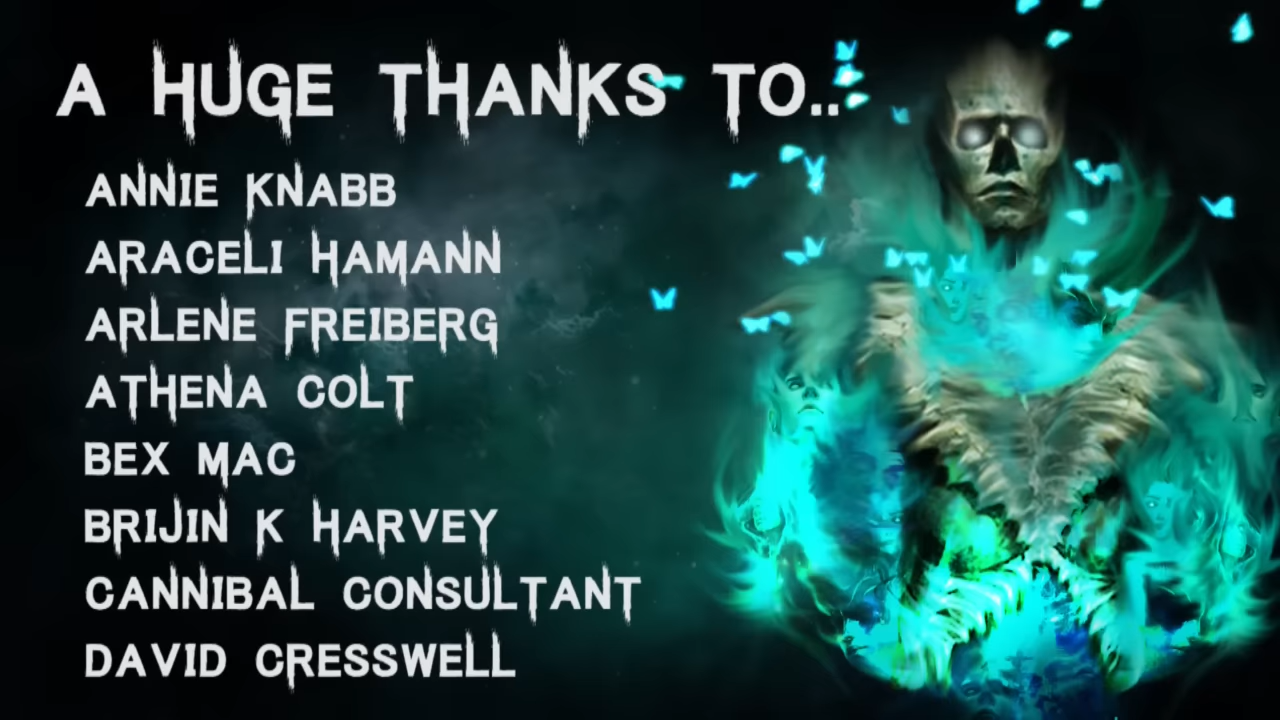 A HUGE THANKS TO..
ANNIE KNABB
ARACELI HAMANN
ARLENE FREIBERG
ATHENA COLT
BEX MAC
BRIJIN K HARVEY
CANNIBAL CONSULTANT
DAVID CRESSWELL